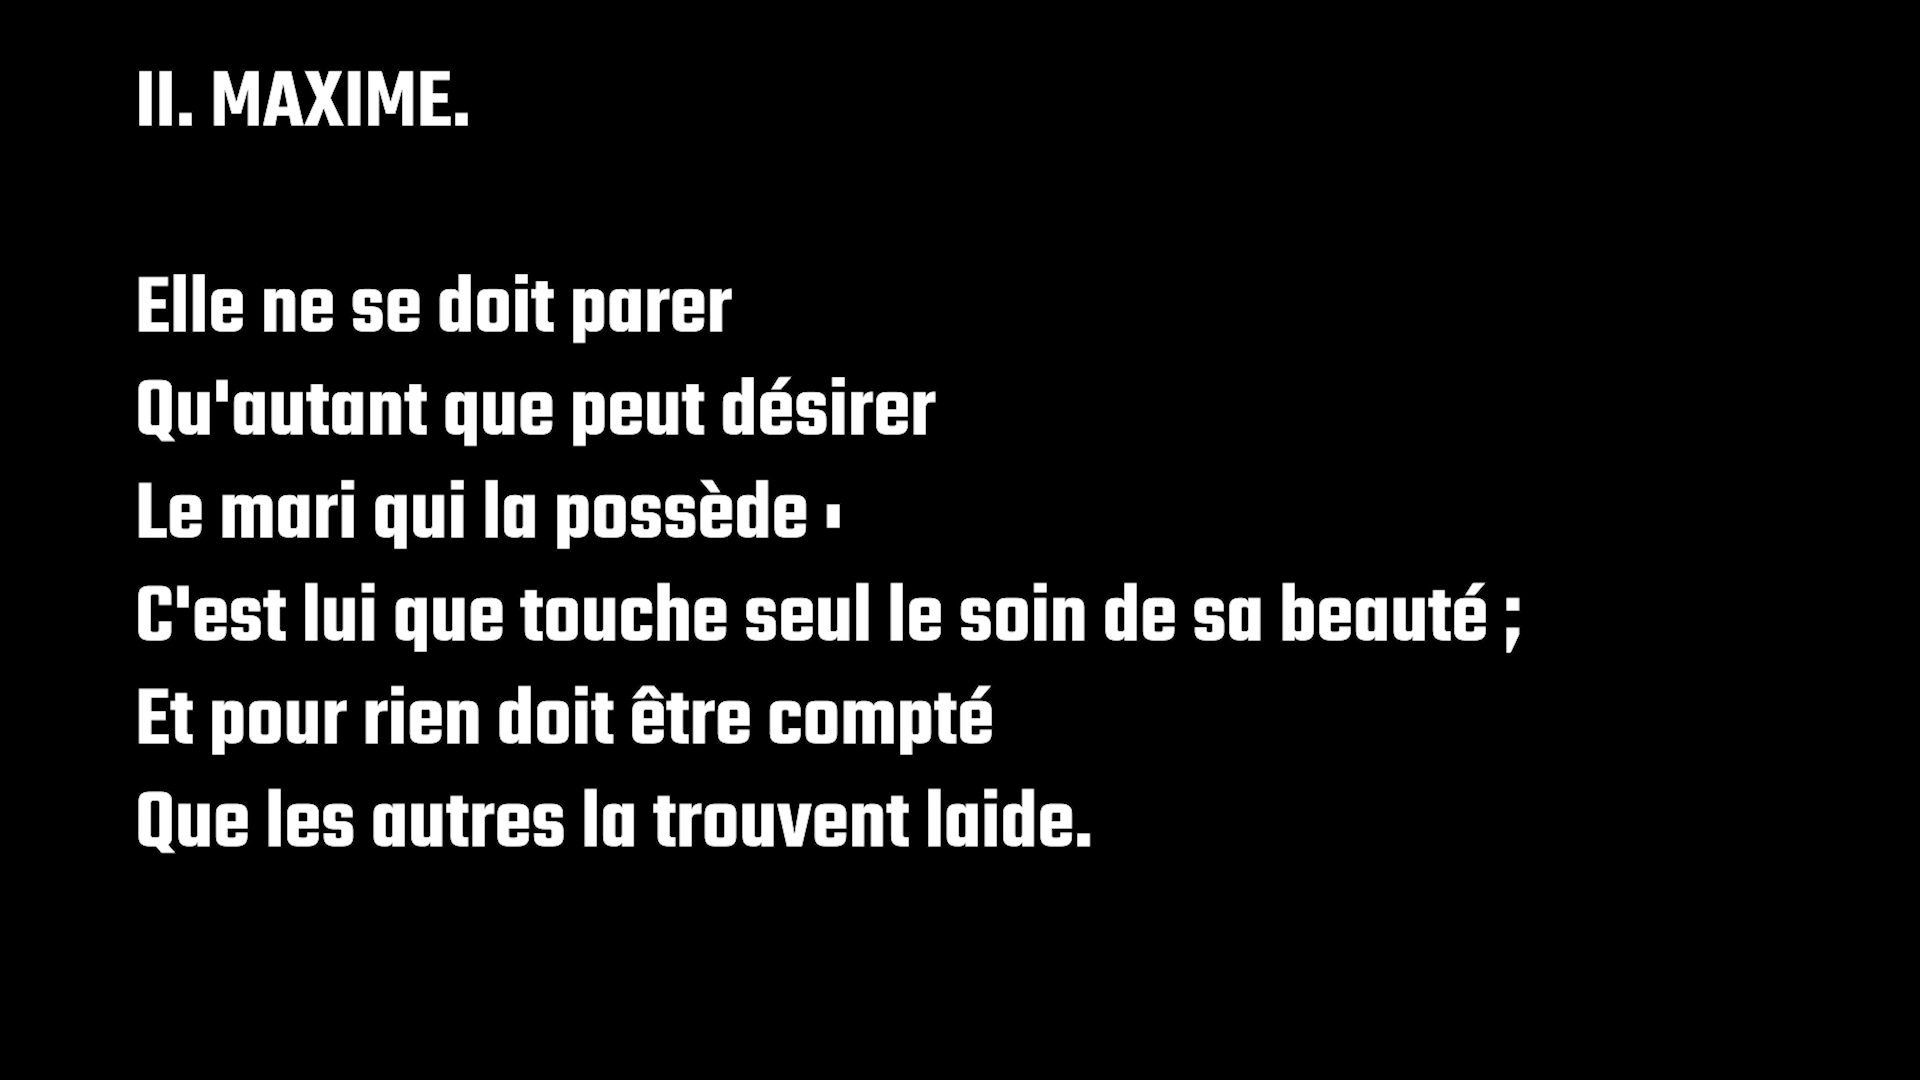 II. MAXIME.
Elle ne se doit parer
Qu'autant que peut désirer
Le mari qui la possède :
C'est lui que touche seul le soin de sa beauté ;
Et pour rien doit être compté
Que les autres la trouvent laide.